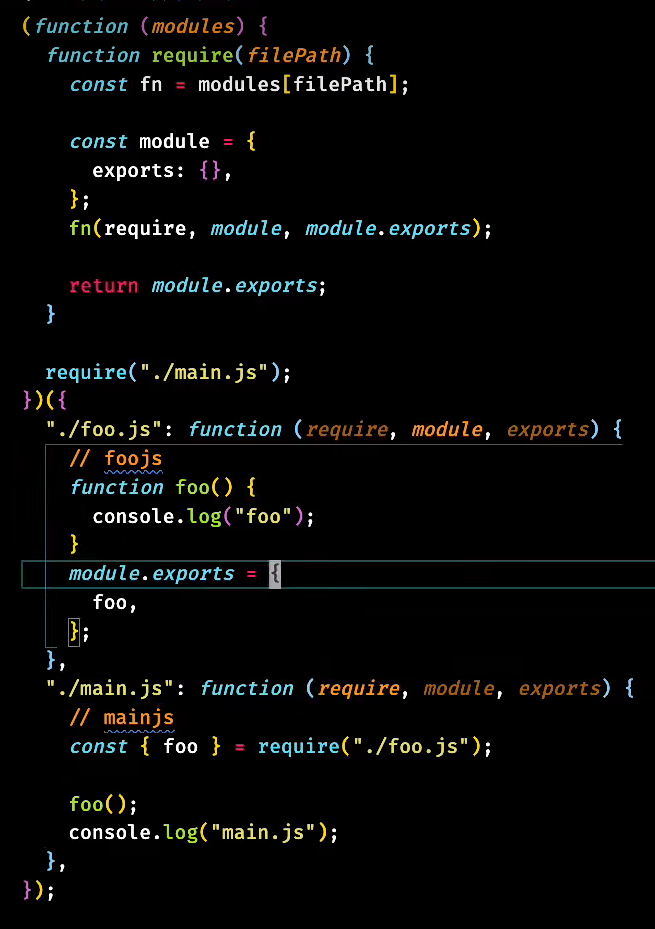 (function (modules) {
  function require(filePath) {
    const fn = modules[filePath];

    const module = {
      exports: {},
    };
    fn(require, module, module.exports);

    return module.exports;
  }

  require("./main.js");
})({
  "./foo.js": function (require, module, exports) {
    // foojs
    function foo() {
      console.log("foo");
    }
    module.exports = {
      foo,
    };
  },
  "./main.js": function (require, module, exports) {
    // mainjs
    const { foo } = require("./foo.js");

    foo();
    console.log("main.js");
  },
});